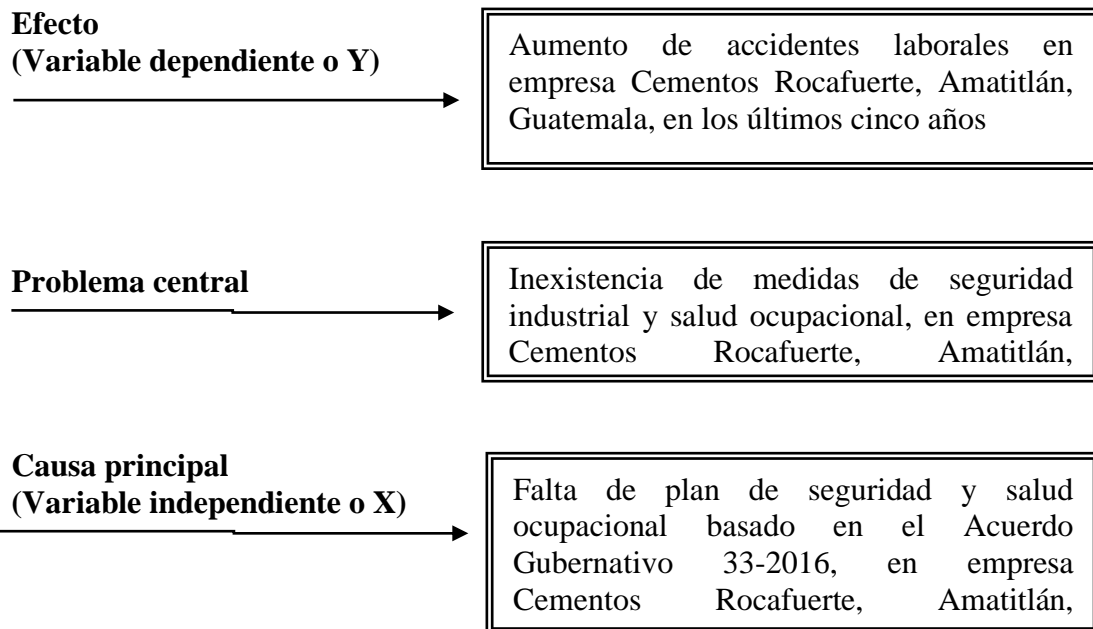 Efecto
(Variable dependiente o Y)
Aumento de accidentes laborales en
empresa Cementos Rocafuerte, Amatitlán,
Guatemala, en los últimos cinco años
Problema central
Inexistencia de medidas de seguridad
industrial y salud ocupacional, en empresa
Cementos Rocafuerte, Amatitlán,
Causa principal
(Variable independiente o X)
Falta de plan de seguridad y salud
ocupacional basado en el Acuerdo
Gubernativo 33-2016, en empresa
Cementos Rocafuerte, Amatitlán,